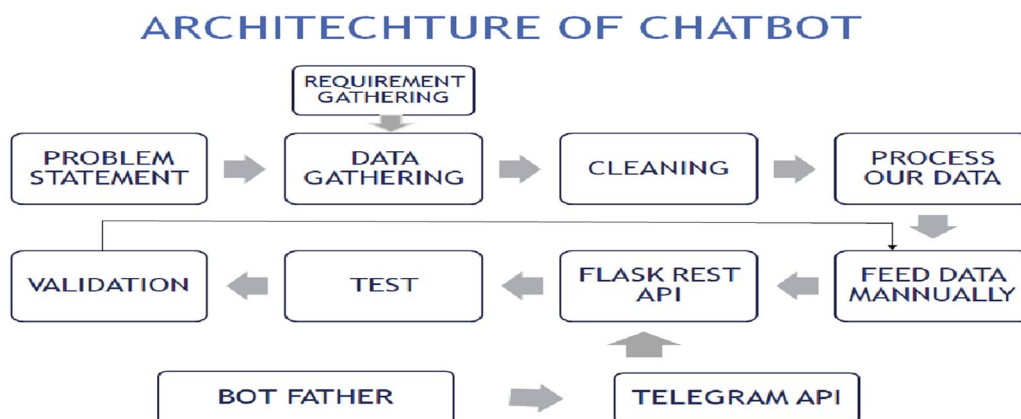 ARCHITECHTURE OF CHATBOT
REQUIREMENT
GATHERING
PROBLEM
STATEMENT
DATA
GATHERING
CLEANING
PROCESS
OUR DATA
VALIDATION
TEST
FLASK REST
API
FEED DATA
MANNUALLY
BOT FATHER
TELEGRAM API